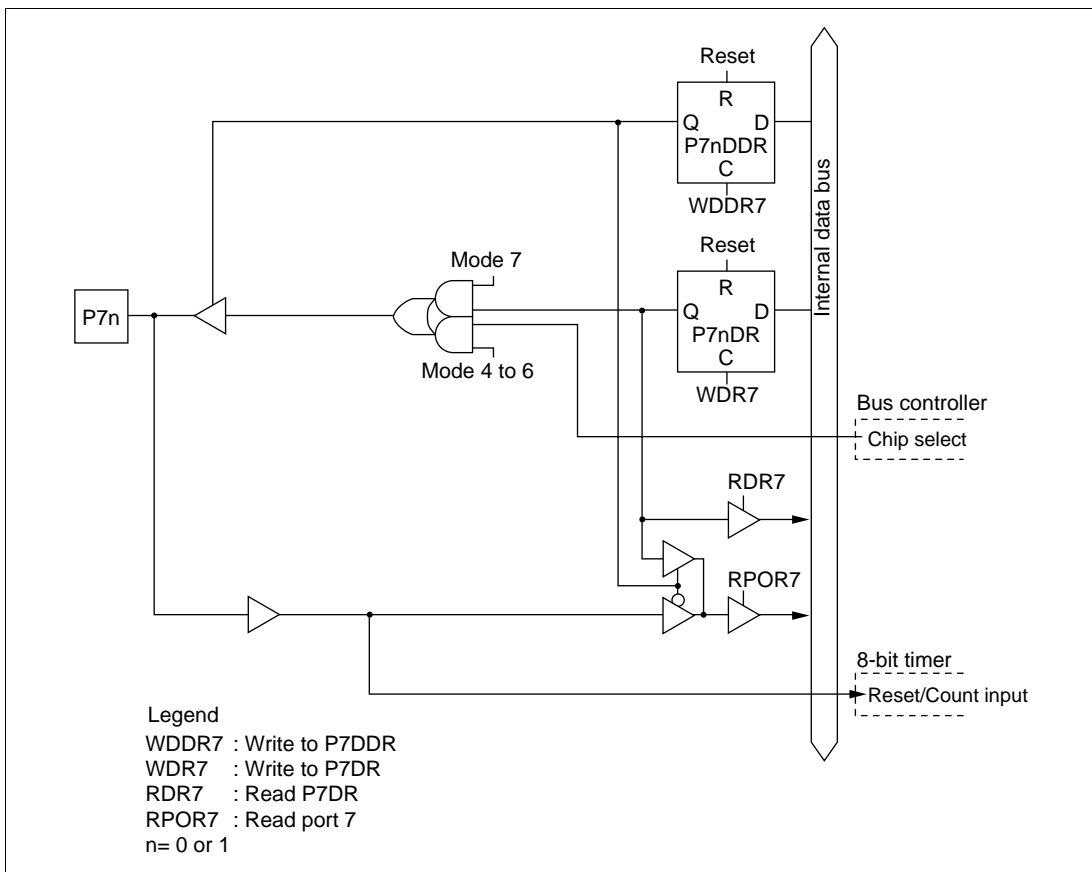 Reset
R
Q D
P7nDDR
C
WDDR7
Internal data bus
Reset
Mode 7
R
Q D
P7nDR
C
WDR7
P7n
Mode 4 to 6
Bus controller
Chip select
RDR7
RPOR7
8-bit timer
Reset/Count input
Legend
WDDR7 : Write to P7DDR
WDR7 : Write to P7DR
RDR7 : Read P7DR
RPOR7 : Read port 7
n= 0 or 1